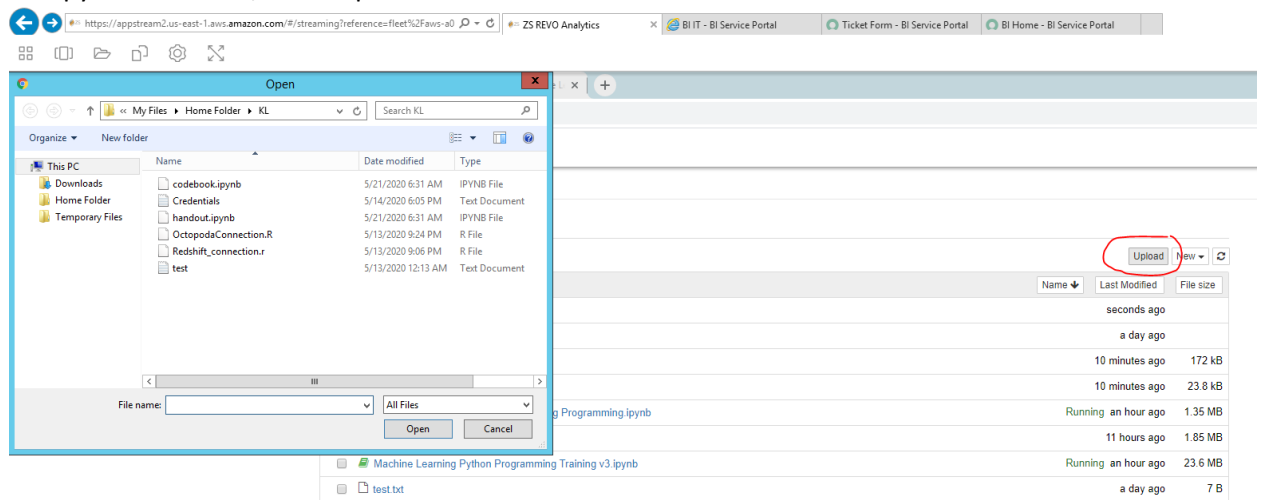 https://appstream2.us-east-1.aws.amazon.com/#/streaming?reference=fleet%2Faws-a0
ZS REVO Analytics
BI IT - BI Service Portal
Ticket Form - BI Service Portal
BI Home - BI Service Portal
Open
x
« My Files ▸ Home Folder ▸ KL
Search KL
Organize
New folder
This PC
Downloads
Home Folder
Temporary Files
Name Date modified Type
codebook.ipynb 5/21/2020 6:31 AM IPYNB File
Credentials 5/14/2020 6:05 PM Text Document
handout.ipynb 5/21/2020 6:31 AM IPYNB File
OctopodaConnection.R 5/13/2020 9:24 PM R File
Redshift_connection.r 5/13/2020 9:06 PM R File
test 5/13/2020 12:13 AM Text Document
File name: All Files
Open Cancel
Upload New
Name Last Modified File size
seconds ago
a day ago
10 minutes ago 172 kB
10 minutes ago 23.8 kB
g Programming.ipynb Running an hour ago 1.35 MB
11 hours ago 1.85 MB
Machine Learning Python Programming Training v3.ipynb Running an hour ago 23.6 MB
test.txt a day ago 7 B